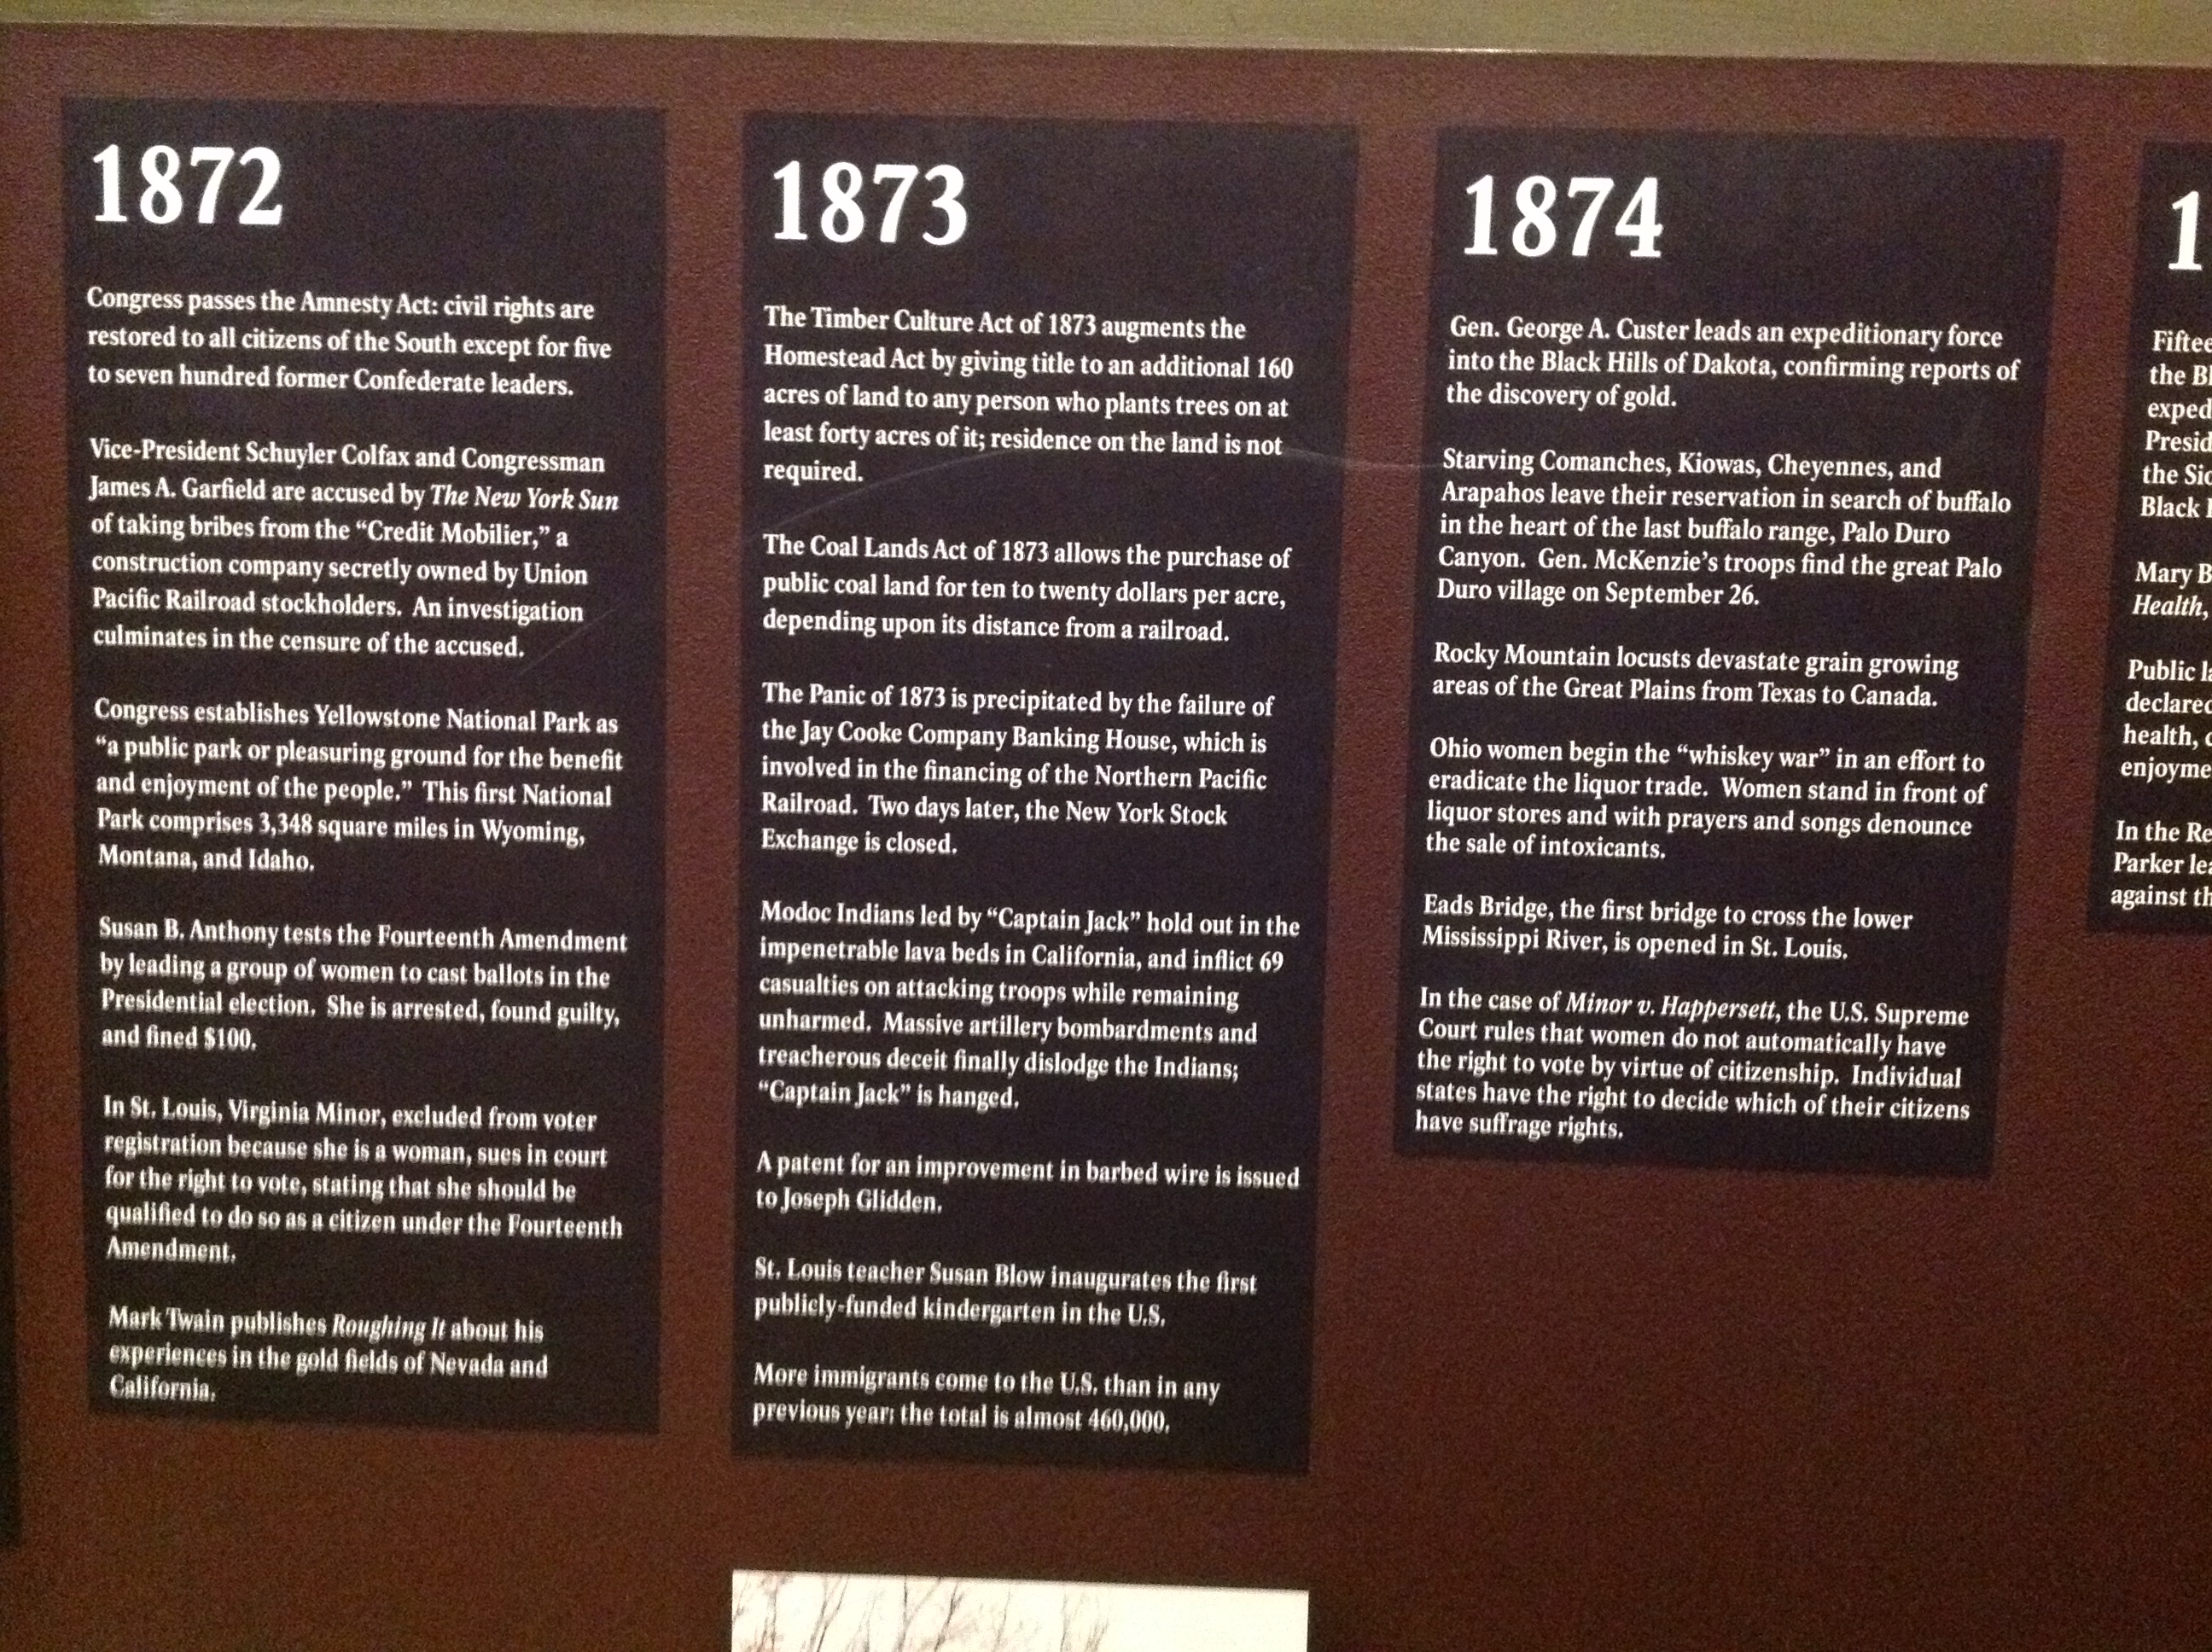 1872
Congress passes the Amnesty Act: civil rights are
restored to all citizens of the South except for five
to seven hundred former Confederate leaders.
Vice-President Schuyler Colfax and Congressman
James A. Garfield are accused by The New York Sun
of taking bribes from the “Credit Mobilier,” a
construction company secretly owned by Union
Pacific Railroad stockholders. An investigation
culminates in the censure of the accused.
Congress establishes Yellowstone National Park as
“a public park or pleasuring ground for the benefit
and enjoyment of the people.” This first National
Park comprises 3,348 square miles in Wyoming,
Montana, and Idaho.
Susan B. Anthony tests the Fourteenth Amendment
by leading a group of women to cast ballots in the
Presidential election. She is arrested, found guilty,
and fined $100.
In St. Louis, Virginia Minor, excluded from voter
registration because she is a woman, sues in court
for the right to vote, stating that she should be
qualified to do so as a citizen under the Fourteenth
Amendment.
Mark Twain publishes Roughing It about his
experiences in the gold fields of Nevada and
California.
1873
The Timber Culture Act of 1873 augments the
Homestead Act by giving title to an additional 160
acres of land to any person who plants trees on at
least forty acres of it; residence on the land is not
required.
The Coal Lands Act of 1873 allows the purchase of
public coal land for ten to twenty dollars per acre,
depending upon its distance from a railroad.
The Panic of 1873 is precipitated by the failure of
the Jay Cooke Company Banking House, which is
involved in the financing of the Northern Pacific
Railroad. Two days later, the New York Stock
Exchange is closed.
Modoc Indians led by “Captain Jack” hold out in the
impenetrable lava beds in California, and inflict 69
casualties on attacking troops while remaining
unharmed. Massive artillery bombardments and
treacherous deceit finally dislodge the Indians;
“Captain Jack” is hanged.
A patent for an improvement in barbed wire is issued
to Joseph Glidden.
St. Louis teacher Susan Blow inaugurates the first
publicly-funded kindergarten in the U.S.
More immigrants come to the U.S. than in any
previous year; the total is almost 460,000.
1874
Gen. George A. Custer leads an expeditionary force
into the Black Hills of Dakota, confirming reports of
the discovery of gold.
Starving Comanches, Kiowas, Cheyennes, and
Arapahos leave their reservation in search of buffalo
in the heart of the last buffalo range, Palo Duro
Canyon. Gen. McKenzie’s troops find the great Palo
Duro village on September 26.
Rocky Mountain locusts devastate grain growing
areas of the Great Plains from Texas to Canada.
Ohio women begin the “whiskey war” in an effort to
eradicate the liquor trade. Women stand in front of
liquor stores and with prayers and songs denounce
the sale of intoxicants.
Eads Bridge, the first bridge to cross the lower
Mississippi River, is opened in St. Louis.
In the case of Minor v. Happersett, the U.S. Supreme
Court rules that women do not automatically have
the right to vote by virtue of citizenship. Individual
states have the right to decide which of their citizens
have suffrage rights.
1
Fiftee
the Bl
exped
Presid
the Sio
Black
Mary B
Health,
Public la
declared
health,
enjoyme
In the Re
Parker lea
against th